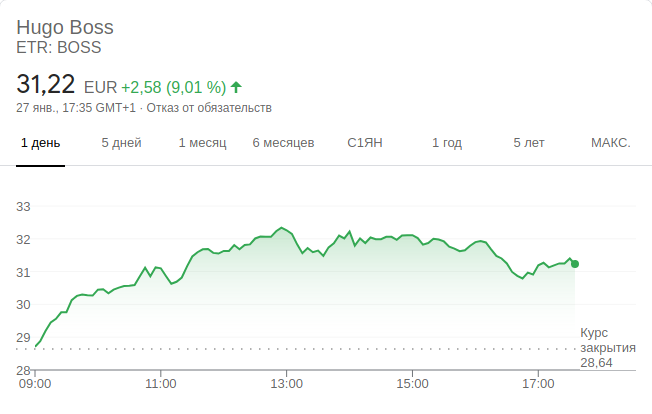 Hugo Boss
ETR: BOSS
31,22 EUR +2,58 (9,01 %)
27 янв., 17:35 GMT+1 · Отказ от обязательств
1 день 5 дней 1 месяц 6 месяцев С1ЯН 1 год 5 лет МАКС.
33
32
31
30
29
28
Курс
закрытия
28,64
09:00 11:00 13:00 15:00 17:00